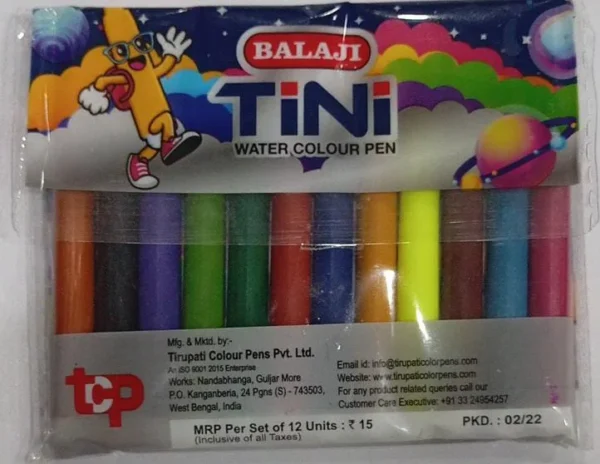 BALAJI
TiNi
WATER COLOUR PEN
Mfg. & Mktd. by:-
Tirupati Colour Pens Pvt. Ltd.
An ISO 9001 2015 Enterprise
Works: Nandabhanga, Guljar More
P.O. Kanganberia, 24 Pgns (S) - 743503,
West Bengal, India
tcp
Email id: info@tirupaticolorpens.com
Website: www.tirupaticolorpens.com
For any product related queries call our
Customer Care Executive: +91 33 24954257
MRP Per Set of 12 Units : ₹ 15
(Inclusive of all Taxes)
PKD. : 02/22